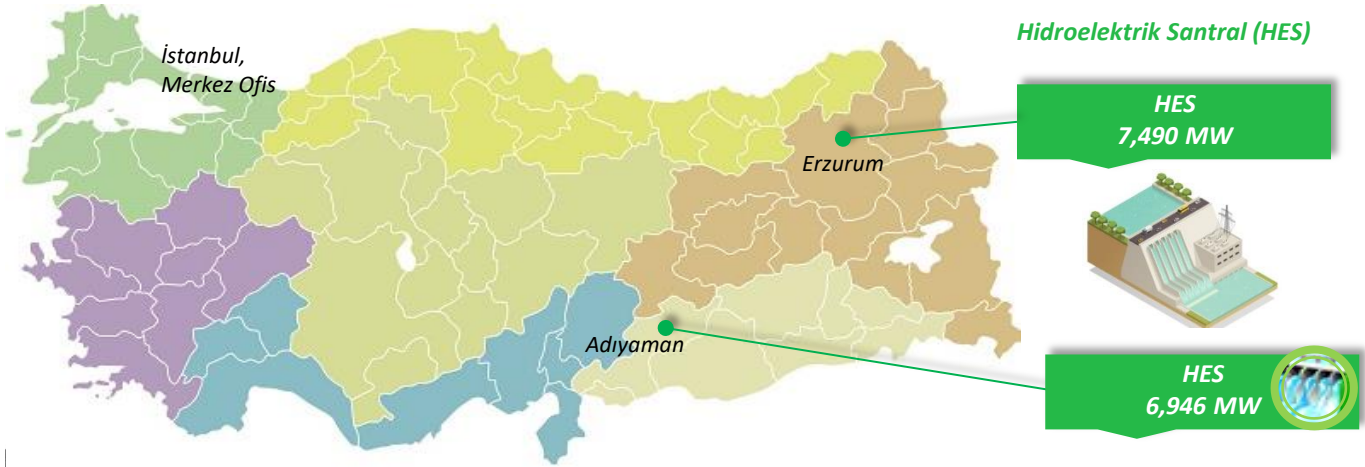 Hidroelektrik Santral (HES)
İstanbul,
Merkez Ofis
HES
7,490 MW
Erzurum
Adıyaman
HES
6,946 MW